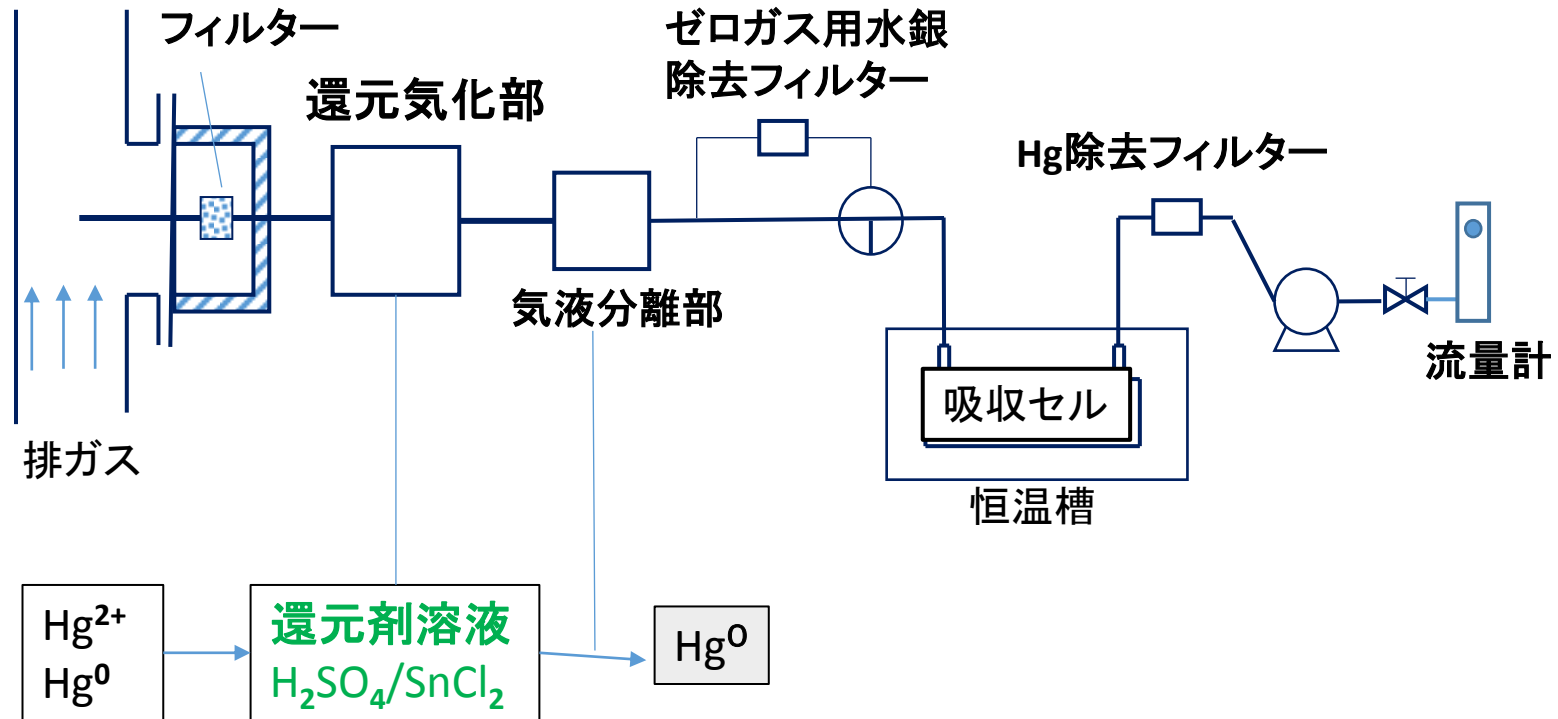 フィルター
ゼロガス用水銀
除去フィルター
還元気化部
Hg除去フィルター
気液分離部
流量計
吸収セル
排ガス
恒温槽
Hg²⁺
Hg⁰
還元剤溶液
H₂SO₄/SnCl₂
Hg⁰